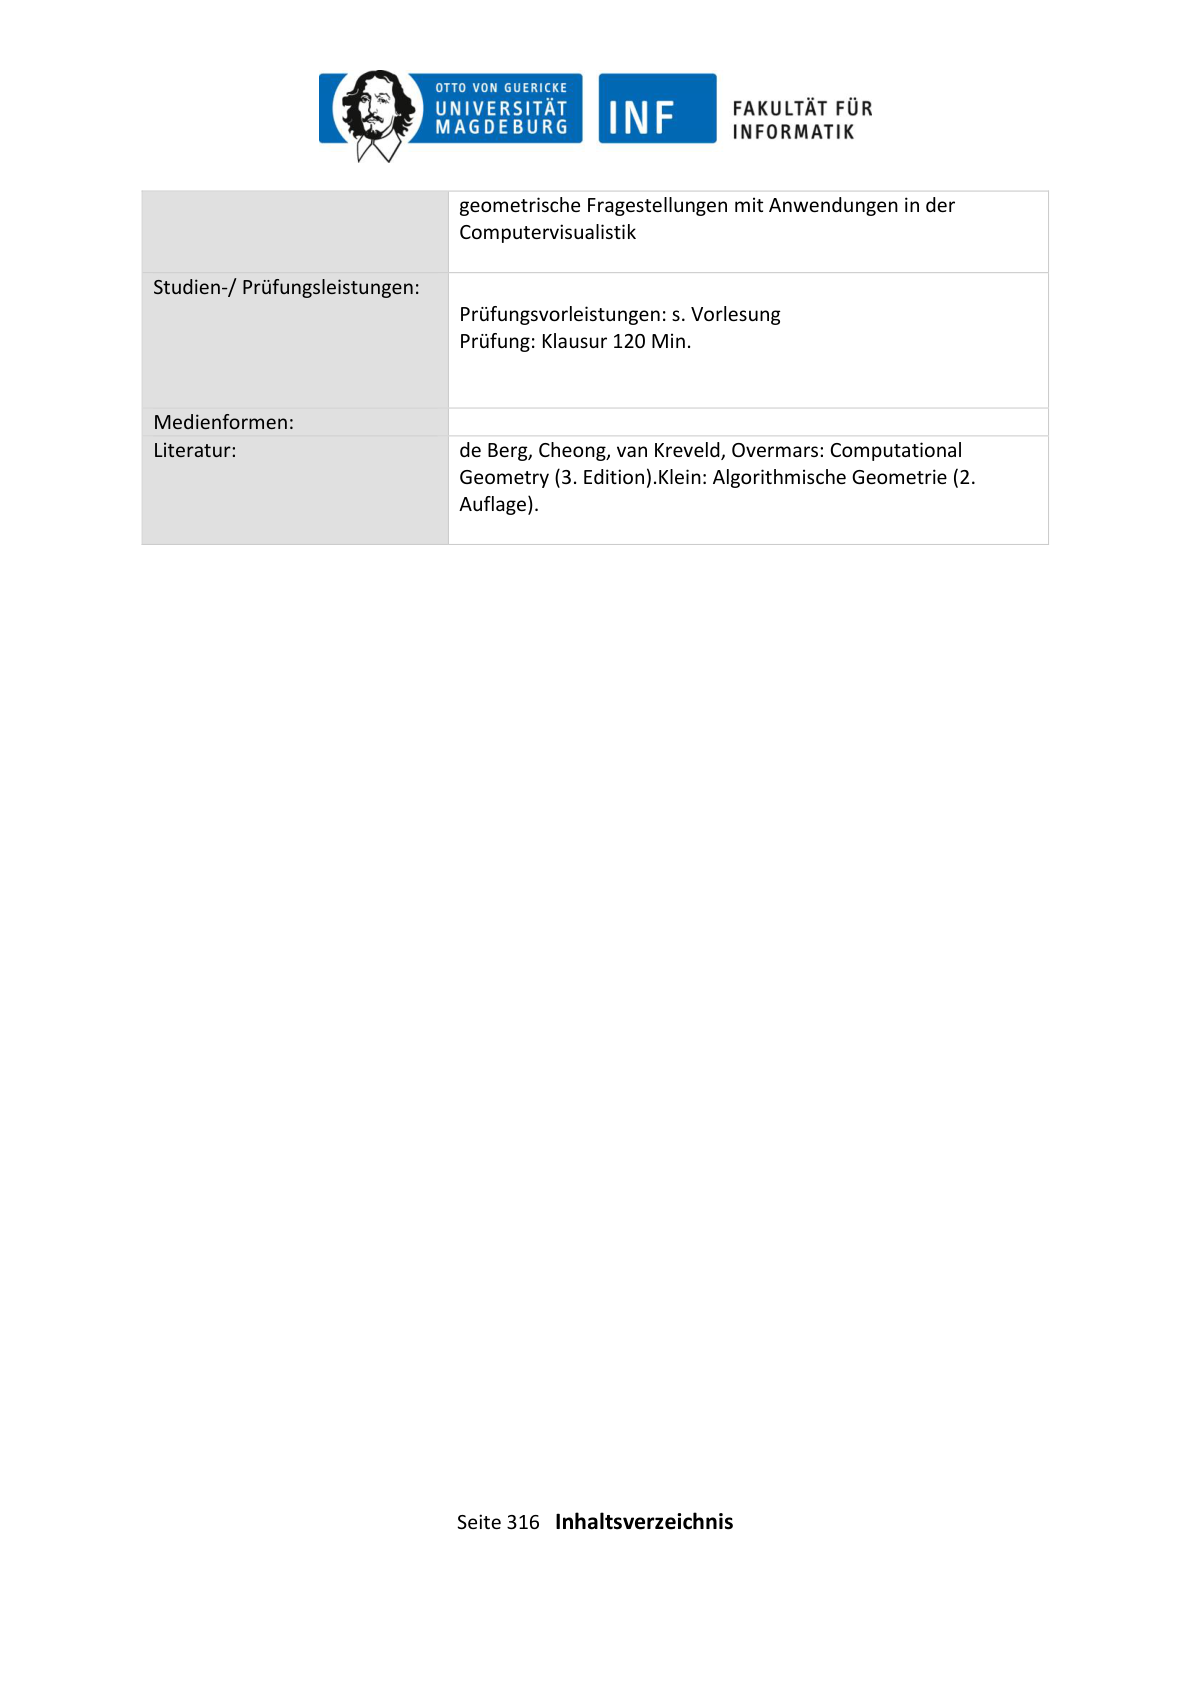 OTTO VON GUERICKE
UNIVERSITÄT
MAGDEBURG
INF
FAKULTÄT FÜR
INFORMATIK
geometrische Fragestellungen mit Anwendungen in der
Computervisualistik
Studien-/ Prüfungsleistungen:
Prüfungsvorleistungen: s. Vorlesung
Prüfung: Klausur 120 Min.
Medienformen:
Literatur:
de Berg, Cheong, van Kreveld, Overmars: Computational
Geometry (3. Edition).Klein: Algorithmische Geometrie (2.
Auflage).
Seite 316 Inhaltsverzeichnis